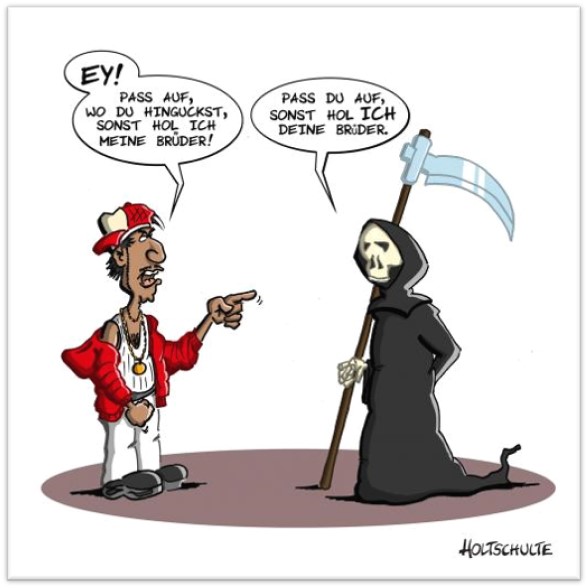 EY!
PASS AUF,
WO DU HINGUCKST,
SONST HOL ICH
MEINE BRÜDER!
PASS DU AUF,
SONST HOL ICH
DEINE BRÜDER.
HOLTSCHULTE